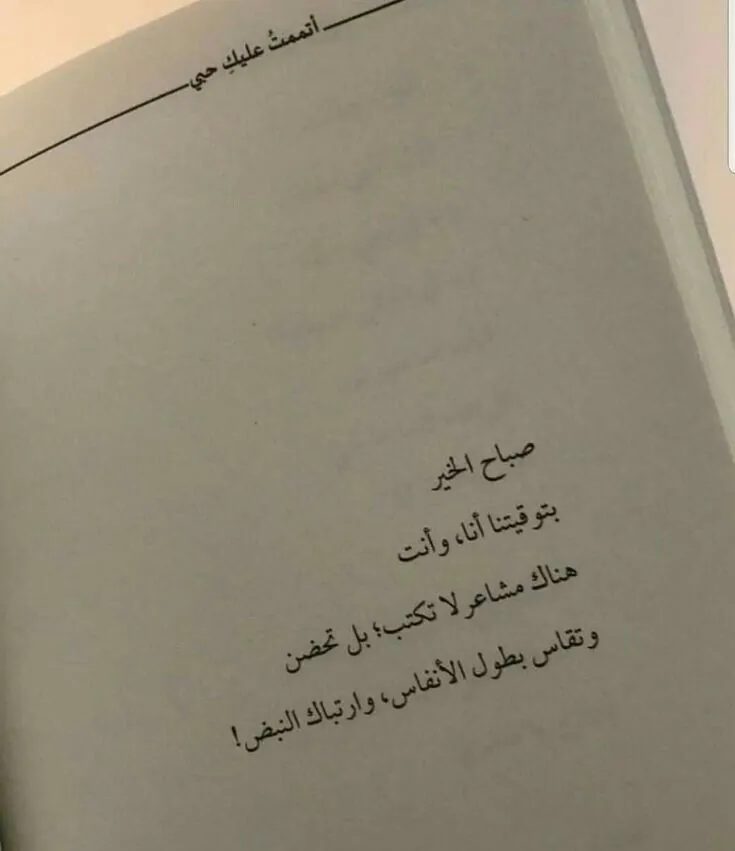 أتممتُ عليكِ حبي
صباح الخير
بتوقيتنا أنا، وأنت
هناك مشاعر لا تكتب؛ بل تحضن
وتقاس بطول الأنفاس، وارتباك النبض!